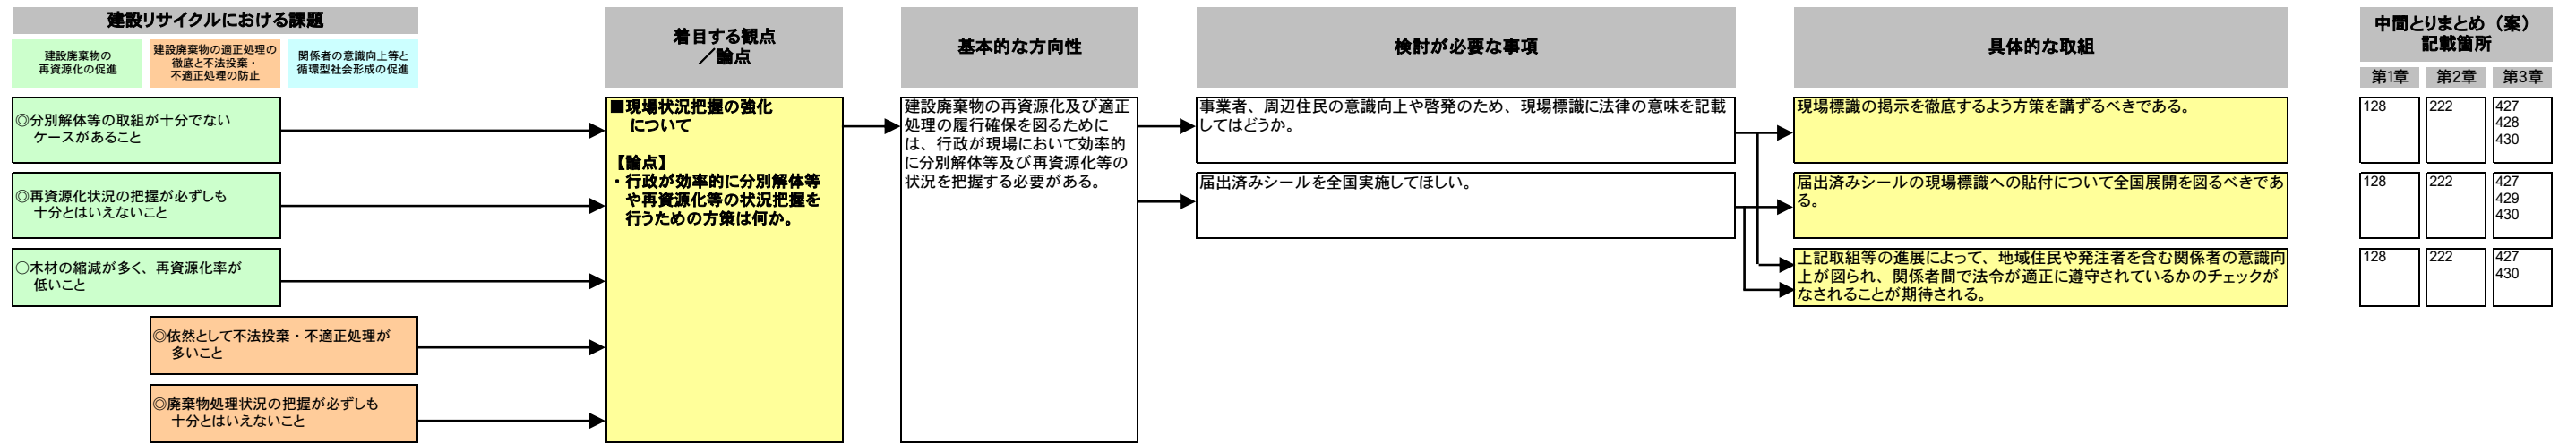 建設リサイクルにおける課題
建設廃棄物の
再資源化の促進
建設廃棄物の適正処理の
徹底と不法投棄・
不適正処理の防止
関係者の意識向上等と
循環型社会形成の促進
着目する観点
／論点
基本的な方向性
検討が必要な事項
具体的な取組
中間とりまとめ（案）
記載箇所
第1章
第2章
第3章
◎分別解体等の取組が十分でない
ケースがあること
◎再資源化状況の把握が必ずしも
十分とはいえないこと
○木材の縮減が多く、再資源化率が
低いこと
◎依然として不法投棄・不適正処理が
多いこと
◎廃棄物処理状況の把握が必ずしも
十分とはいえないこと
■現場状況把握の強化
について
【論点】
・行政が効率的に分別解体等
や再資源化等の状況把握を
行うための方策は何か。
建設廃棄物の再資源化及び適正
処理の履行確保を図るために
は、行政が現場において効率的
に分別解体等及び再資源化等の
状況を把握する必要がある。
事業者、周辺住民の意識向上や啓発のため、現場標識に法律の意味を記載
してはどうか。
届出済みシールを全国実施してほしい。
現場標識の掲示を徹底するよう方策を講ずるべきである。
届出済みシールの現場標識への貼付について全国展開を図るべきであ
る。
上記取組等の進展によって、地域住民や発注者を含む関係者の意識向
上が図られ、関係者間で法令が適正に遵守されているかのチェックが
なされることが期待される。
128
222
427
428
430
128
222
427
429
430
128
222
427
430